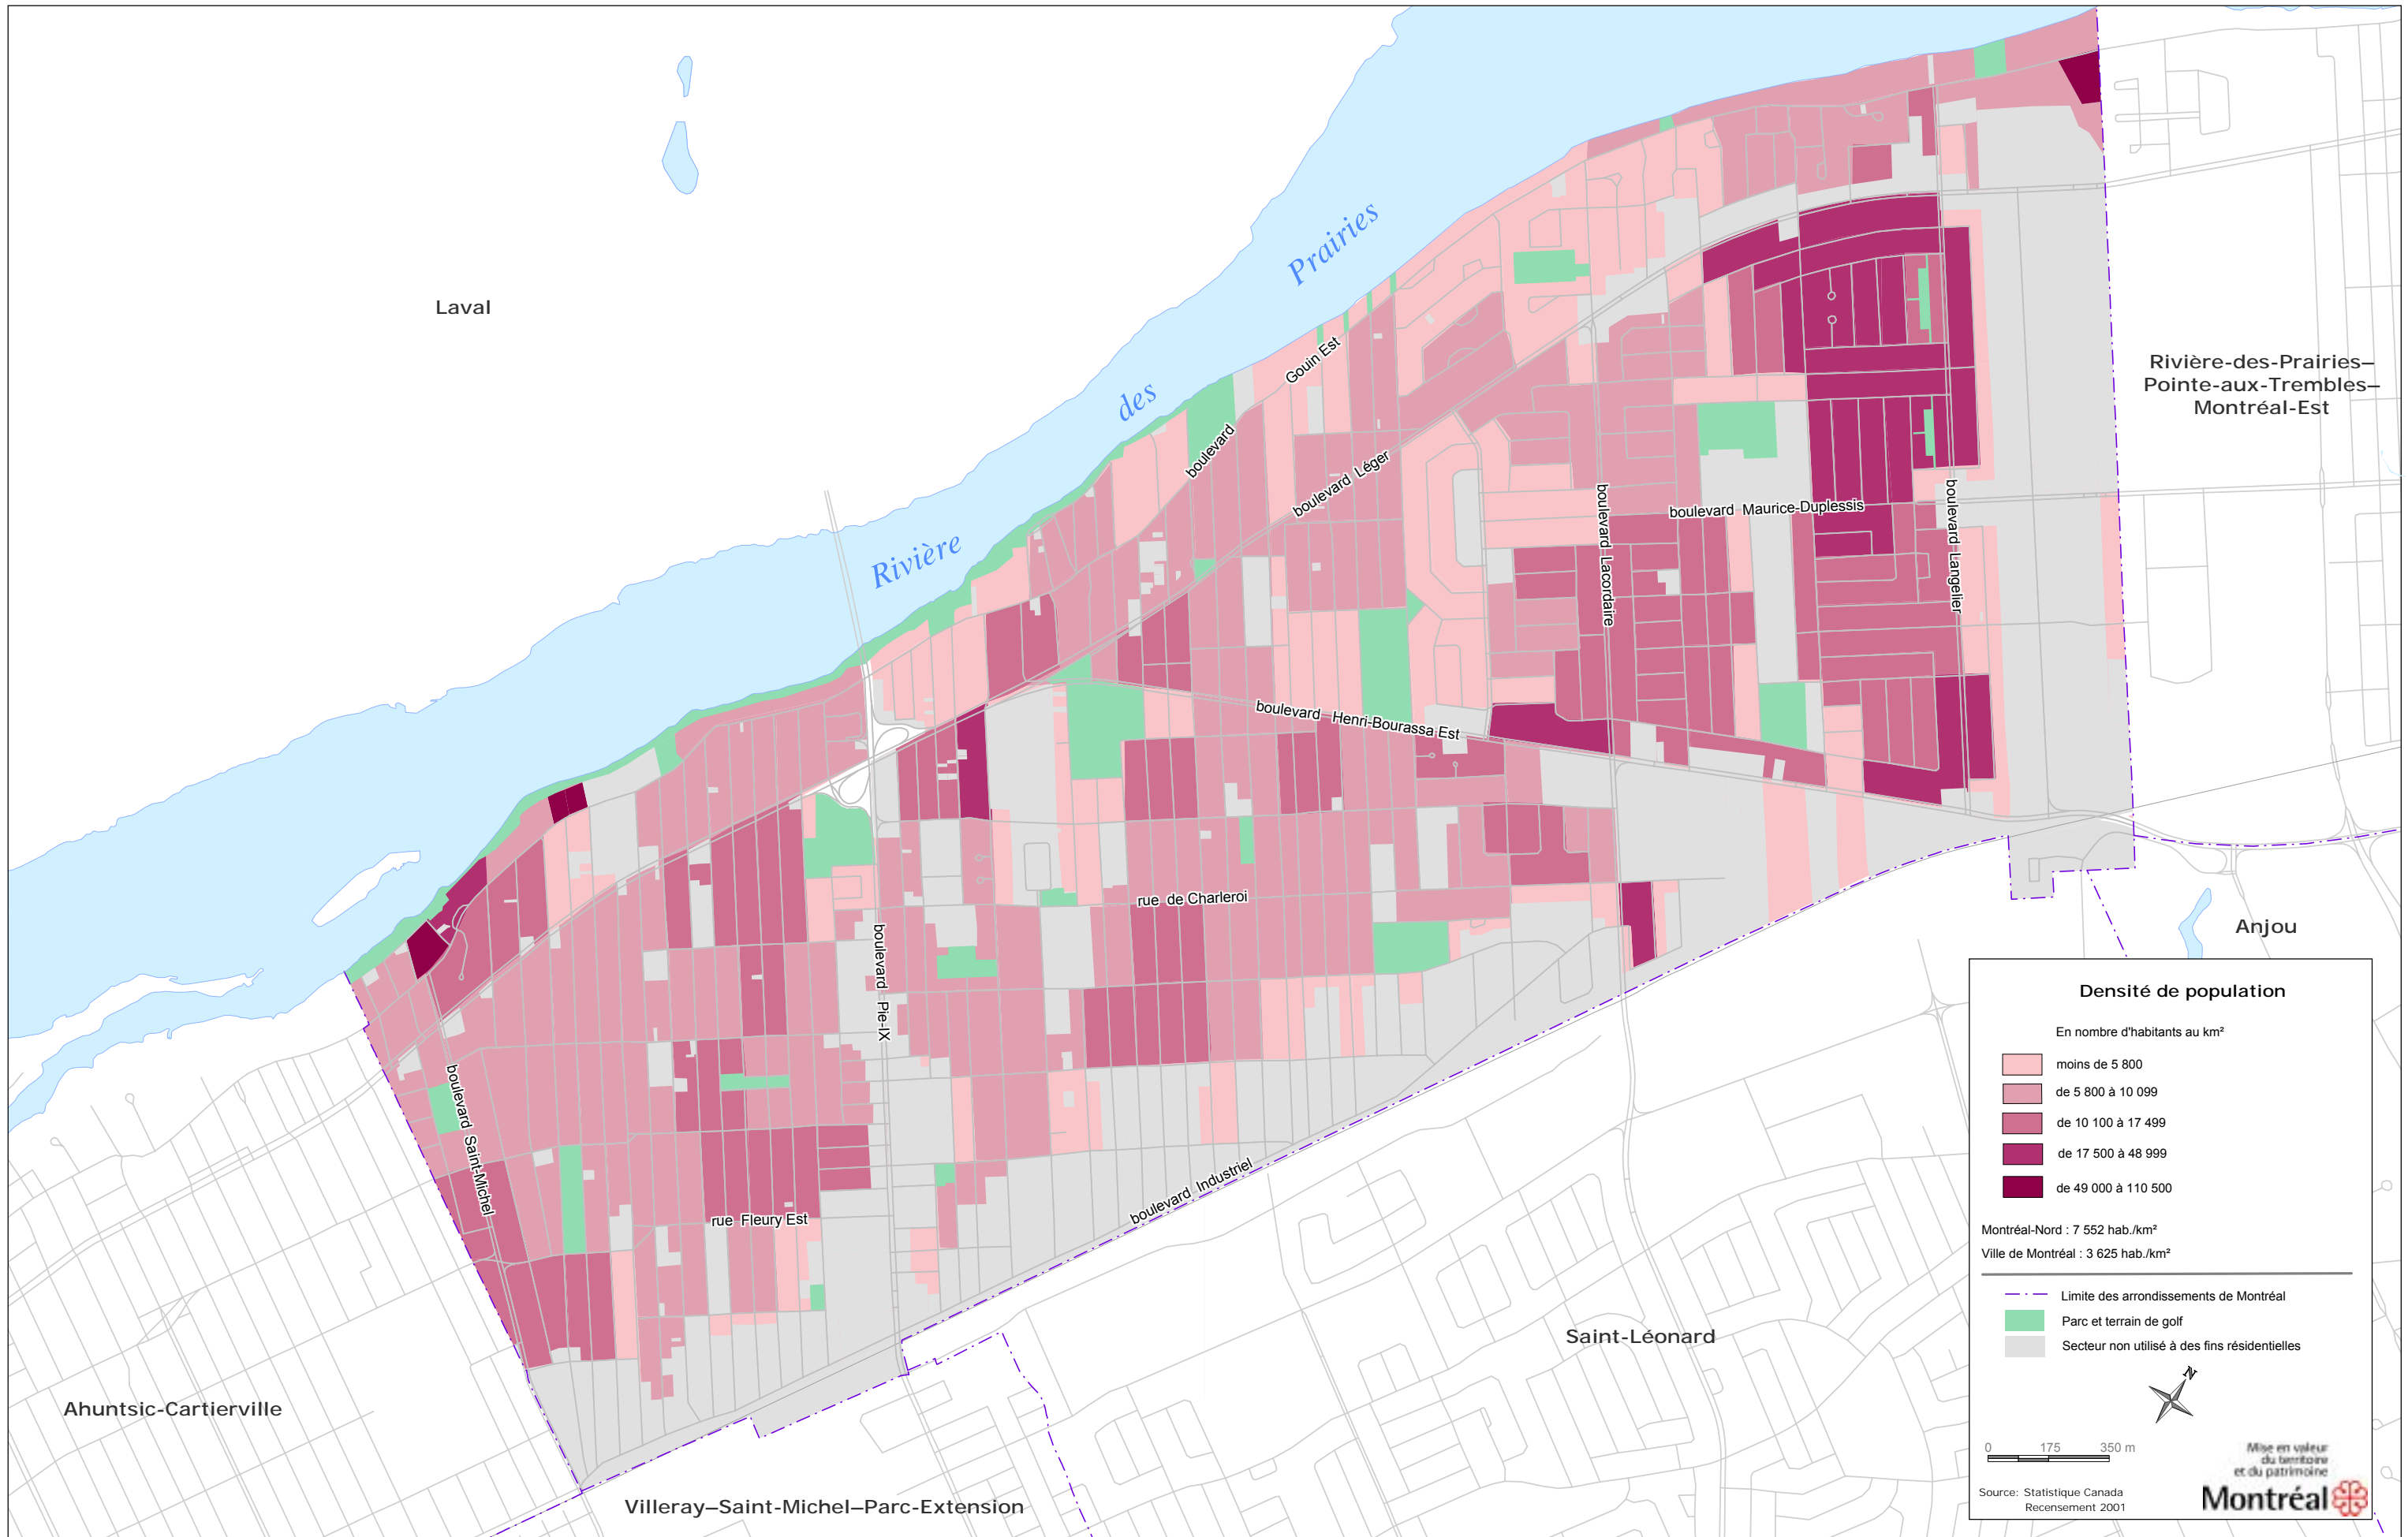 Laval
Rivière des Prairies
Rivière-des-Prairies–
Pointe-aux-Trembles–
Montréal-Est
boulevard Gouin Est
boulevard Léger
boulevard Maurice-Duplessis
boulevard Lacordaire
boulevard Langelier
boulevard Henri-Bourassa Est
rue de Charleroi
boulevard Pie-IX
boulevard Saint-Michel
rue Fleury Est
boulevard Industriel
Anjou
Saint-Léonard
Ahuntsic-Cartierville
Villeray–Saint-Michel–Parc-Extension
Densité de population
En nombre d'habitants au km²
moins de 5 800
de 5 800 à 10 099
de 10 100 à 17 499
de 17 500 à 48 999
de 49 000 à 110 500
Montréal-Nord : 7 552 hab./km²
Ville de Montréal : 3 625 hab./km²
Limite des arrondissements de Montréal
Parc et terrain de golf
Secteur non utilisé à des fins résidentielles
N
0 175 350 m
Mise en valeur
du territoire
et du patrimoine
Montréal
Source: Statistique Canada
Recensement 2001